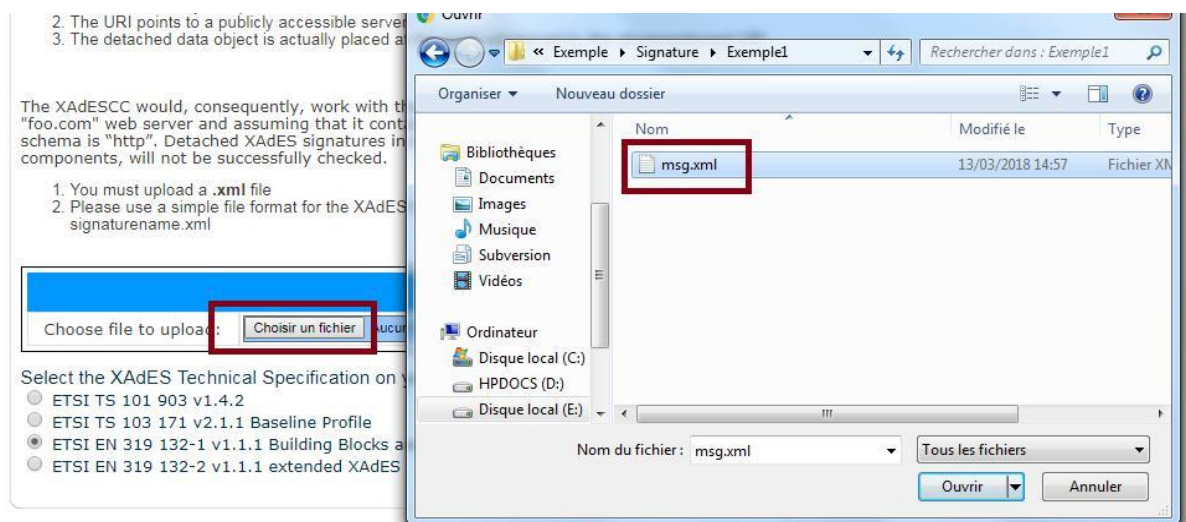 2. The URI points to a publicly accessible server
3. The detached data object is actually placed
The XAdESCC would, consequently, work with
"foo.com" web server and assuming that it
schema is "http". Detached XAdES signatures in
components, will not be successfully checked.
1. You must upload a .xml file
2. Please use a simple file format for the XAdES
signaturename.xml
Choose file to upload: Choisir un fichier
Select the XAdES Technical Specification on
ETSI TS 101 903 v1.4.2
ETSI TS 103 171 v2.1.1 Baseline Profile
ETSI EN 319 132-1 v1.1.1 Building Blocks
ETSI EN 319 132-2 v1.1.1 extended XAdES
Ouvrir
« Exemple ▸ Signature ▸ Exemple1
Rechercher dans : Exemple1
Organiser Nouveau dossier
Nom Modifié le Type
Bibliothèques
Documents
Images
Musique
Subversion
Vidéos
Ordinateur
Disque local (C:)
HPDOCS (D:)
Disque local (E:)
msg.xml 13/03/2018 14:57 Fichier
Nom du fichier : msg.xml Tous les fichiers
Ouvrir Annuler